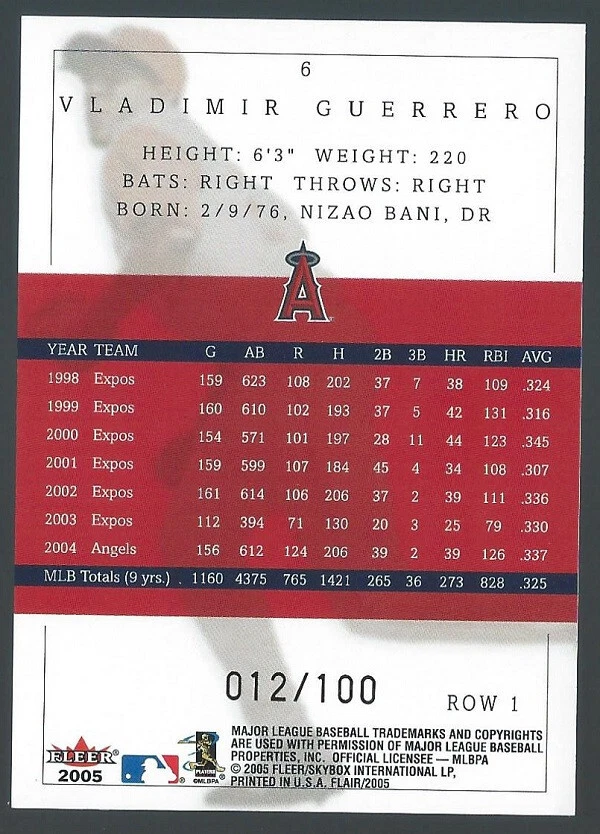 6
VLADIMIR GUERRERO
HEIGHT: 6'3" WEIGHT: 220
BATS: RIGHT THROWS: RIGHT
BORN: 2/9/76, NIZAO BANI, DR
A
YEAR TEAM G AB R H 2B 3B HR RBI AVG
1998 Expos 159 623 108 202 37 7 38 109 .324
1999 Expos 160 610 102 193 37 5 42 131 .316
2000 Expos 154 571 101 197 28 11 44 123 .345
2001 Expos 159 599 107 184 45 4 34 108 .307
2002 Expos 161 614 106 206 37 2 39 111 .336
2003 Expos 112 394 71 130 20 3 25 79 .330
2004 Angels 156 612 124 206 39 2 39 126 .337
MLB Totals (9 yrs.) . 1160 4375 765 1421 265 36 273 828 .325
012/100
ROW 1
FLEER
2005
PLAYERS
©MLBPA
MAJOR LEAGUE BASEBALL TRADEMARKS AND COPYRIGHTS
ARE USED WITH PERMISSION OF MAJOR LEAGUE BASEBALL
PROPERTIES, INC. OFFICIAL LICENSEE — MLBPA
© 2005 FLEER/SKYBOX INTERNATIONAL LP,
PRINTED IN U.S.A. FLAIR/2005